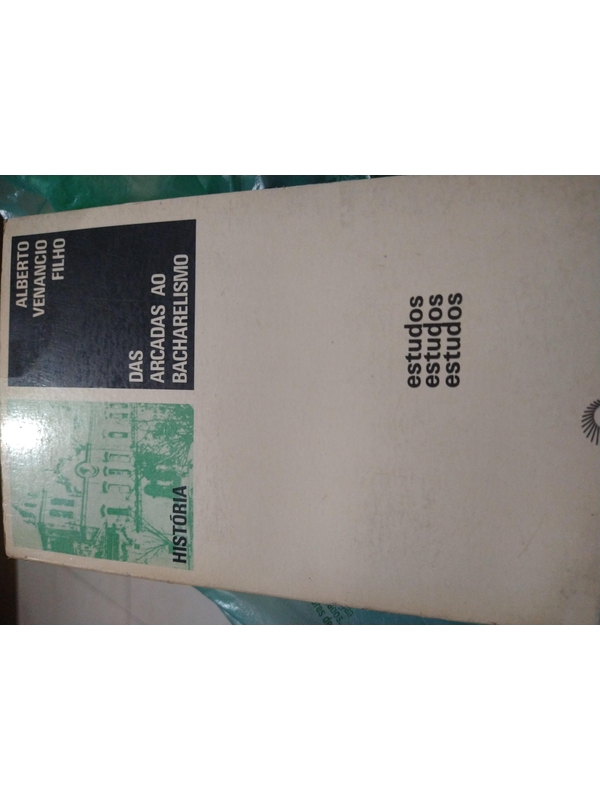 ALBERTO
VENANCIO
FILHO
DAS
ARCADAS AO
BACHARELISMO
HISTÓRIA
estudos
estudos
estudos